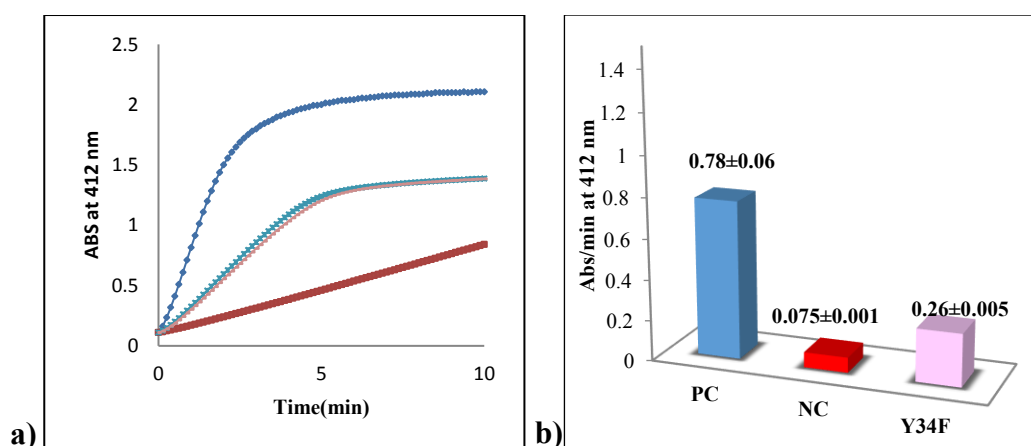 2.5
2
1.5
1
0.5
0
0 5 10
ABS at 412 nm
Time(min)
a)
1.4
1.2
1
0.8
0.6
0.4
0.2
0
Abs/min at 412 nm
0.78±0.06
0.075±0.001
0.26±0.005
PC
NC
Y34F
b)